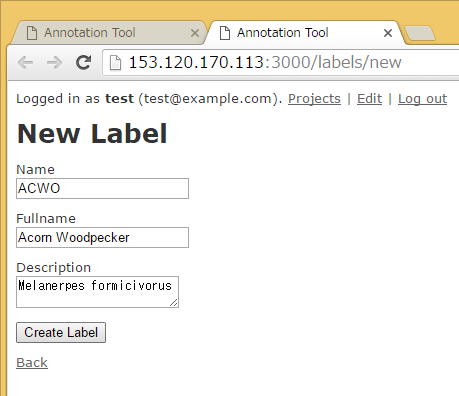 Annotation Tool
Annotation Tool
153.120.170.113:3000/labels/new
Logged in as test (test@example.com). Projects | Edit | Log out
New Label
Name
ACWO
Fullname
Acorn Woodpecker
Description
Melanerpes formicivorus
Create Label
Back